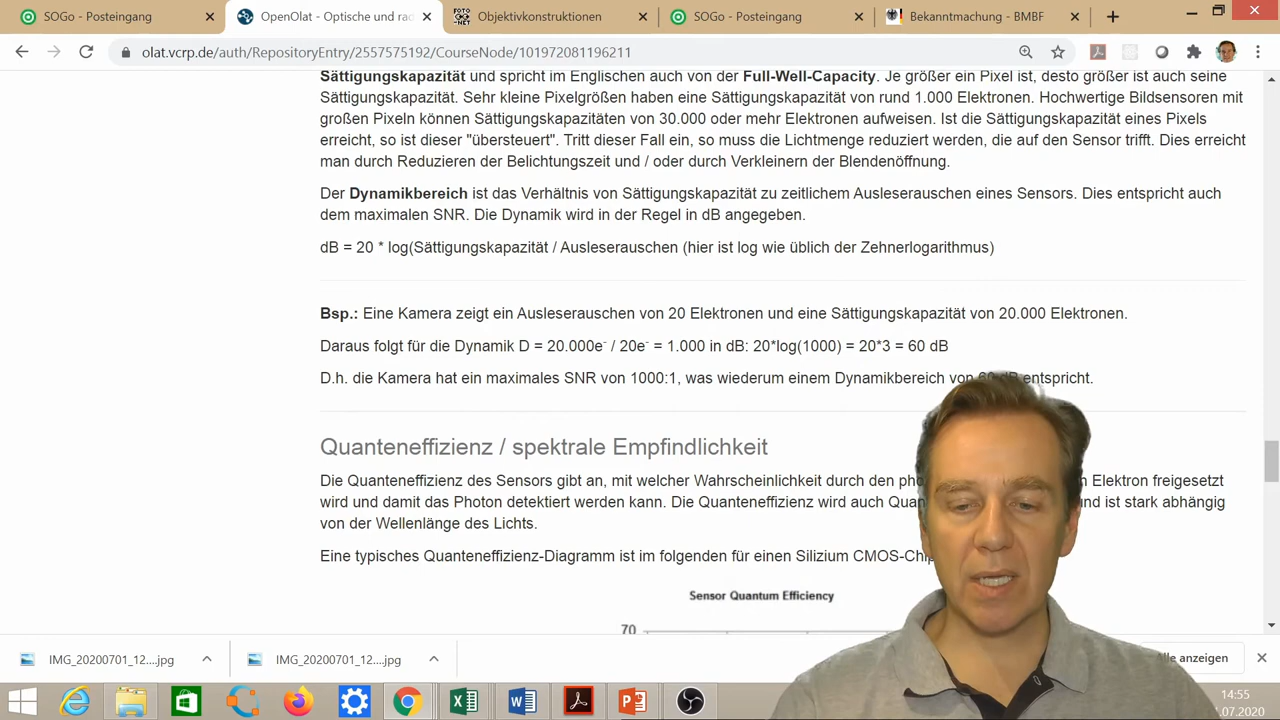 SOGo - Posteingang
OpenOlat - Optische und rad
Objektivkonstruktionen
SOGo - Posteingang
Bekanntmachung - BMBF
olat.vcrp.de/auth/RepositoryEntry/2557575192/CourseNode/101972081196211
Sättigungskapazität und spricht im Englischen auch von der Full-Well-Capacity. Je größer ein Pixel ist, desto größer ist auch seine
Sättigungskapazität. Sehr kleine Pixelgrößen haben eine Sättigungskapazität von rund 1.000 Elektronen. Hochwertige Bildsensoren mit
großen Pixeln können Sättigungskapazitäten von 30.000 oder mehr Elektronen aufweisen. Ist die Sättigungskapazität eines Pixels
erreicht, so ist dieser "übersteuert". Tritt dieser Fall ein, so muss die Lichtmenge reduziert werden, die auf den Sensor trifft. Dies erreicht
man durch Reduzieren der Belichtungszeit und / oder durch Verkleinern der Blendenöffnung.
Der Dynamikbereich ist das Verhältnis von Sättigungskapazität zu zeitlichem Ausleserauschen eines Sensors. Dies entspricht auch
dem maximalen SNR. Die Dynamik wird in der Regel in dB angegeben.
dB = 20 * log(Sättigungskapazität / Ausleserauschen (hier ist log wie üblich der Zehnerlogarithmus)
Bsp.: Eine Kamera zeigt ein Ausleserauschen von 20 Elektronen und eine Sättigungskapazität von 20.000 Elektronen.
Daraus folgt für die Dynamik D = 20.000e⁻ / 20e⁻ = 1.000 in dB: 20*log(1000) = 20*3 = 60 dB
D.h. die Kamera hat ein maximales SNR von 1000:1, was wiederum einem Dynamikbereich von 60 dB entspricht.
Quanteneffizienz / spektrale Empfindlichkeit
Die Quanteneffizienz des Sensors gibt an, mit welcher Wahrscheinlichkeit durch den Elektron freigesetzt
wird und damit das Photon detektiert werden kann. Die Quanteneffizienz wird auch und ist stark abhängig
von der Wellenlänge des Lichts.
Eine typisches Quanteneffizienz-Diagramm ist im folgenden für einen Silizium CMOS-Chip
Sensor Quantum Efficiency
70
IMG_20200701_12....jpg
IMG_20200701_12....jpg
Alle anzeigen
14:55
.07.2020